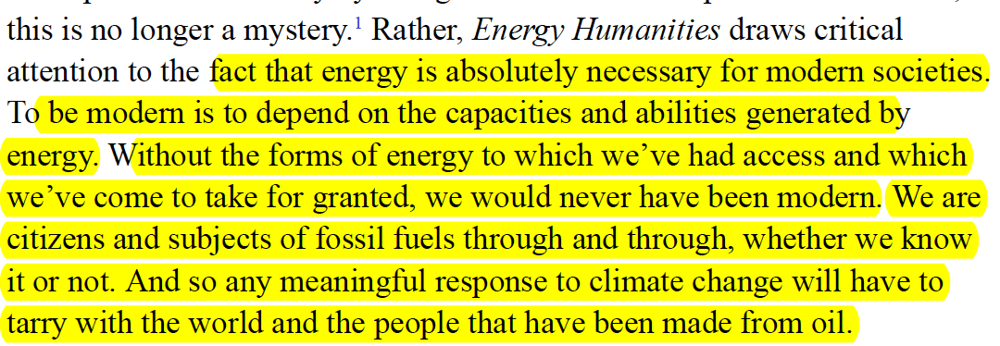 this is no longer a mystery.1 Rather, Energy Humanities draws critical
attention to the fact that energy is absolutely necessary for modern societies.
To be modern is to depend on the capacities and abilities generated by
energy. Without the forms of energy to which we’ve had access and which
we’ve come to take for granted, we would never have been modern. We are
citizens and subjects of fossil fuels through and through, whether we know
it or not. And so any meaningful response to climate change will have to
tarry with the world and the people that have been made from oil.